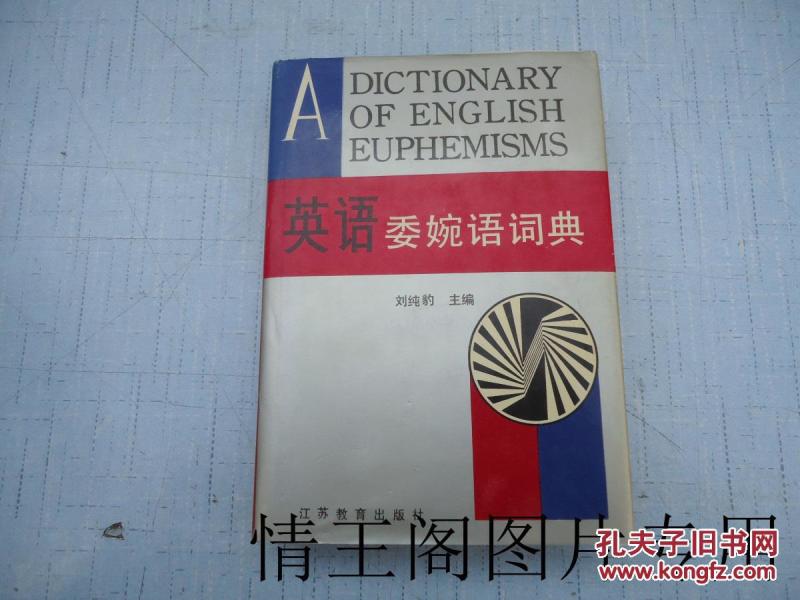 A DICTIONARY
OF ENGLISH
EUPHEMISMS
英语委婉语词典
刘纯豹 主编
江苏教育出版社
情王阁图片专用
孔夫子旧书网
www.kongfz.com